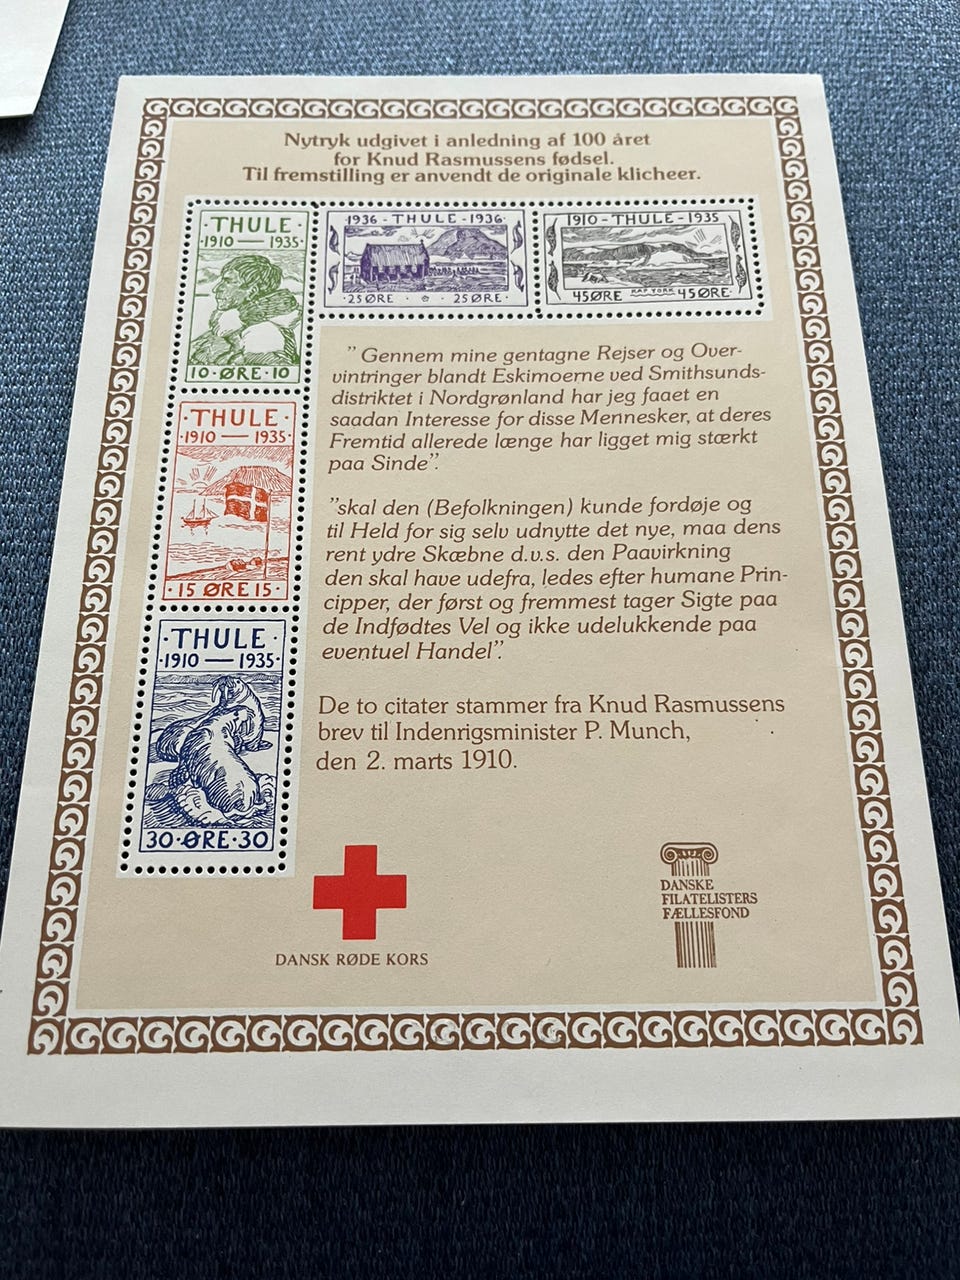 Nytryk udgivet i anledning af 100 året
for Knud Rasmussens fødsel.
Til fremstilling er anvendt de originale klicheer.
THULE
·1910 — 1935·
10·ØRE·10
·THULE·
·1910 — 1935·
·15 ØRE 15·
THULE
·1910 — 1935·
30·ØRE·30
·1936 - THULE - 1936·
·25 ØRE · · 25 ØRE·
1910 - THULE - 1935
45 ØRE KAP YORK 45 ØRE
” Gennem mine gentagne Rejser og Over-
vintringer blandt Eskimoerne ved Smithsunds-
distriktet i Nordgrønland har jeg faaet en
saadan Interesse for disse Mennesker, at deres
Fremtid allerede længe har ligget mig stærkt
paa Sinde”.
”skal den (Befolkningen) kunde fordøje og
til Held for sig selv udnytte det nye, maa dens
rent ydre Skæbne d.v.s. den Paavirkning
den skal have udefra, ledes efter humane Prin-
cipper, der først og fremmest tager Sigte paa
de Indfødtes Vel og ikke udelukkende paa
eventuel Handel”.
De to citater stammer fra Knud Rasmussens
brev til Indenrigsminister P. Munch,
den 2. marts 1910.
DANSK RØDE KORS
DANSKE
FILATELISTERS
FÆLLESFOND